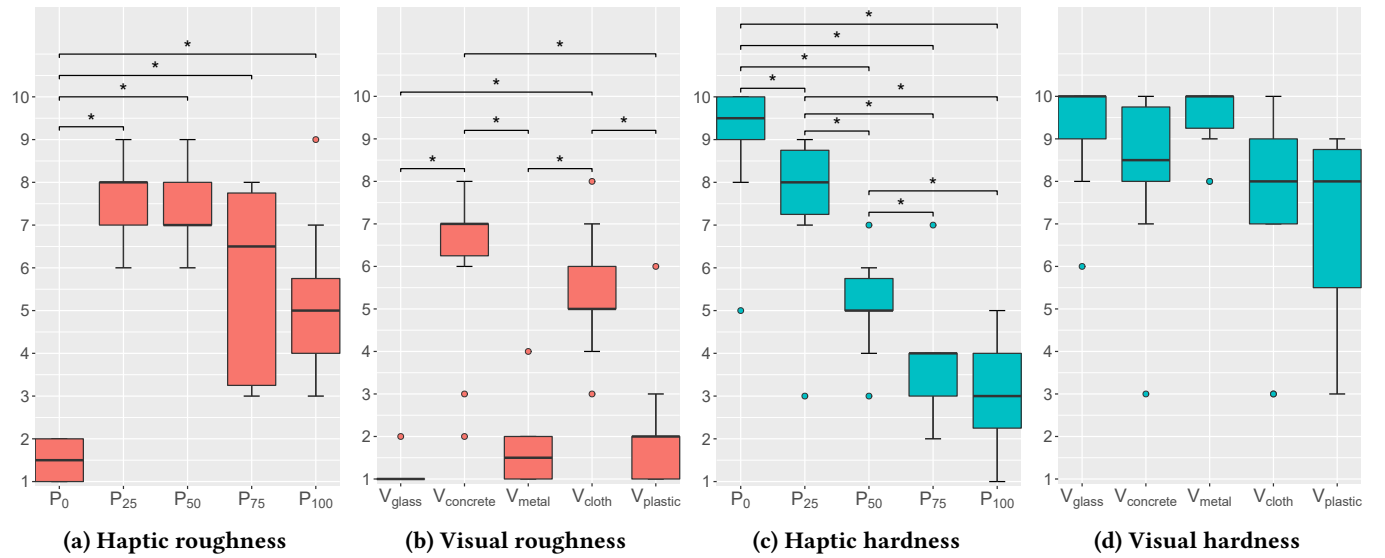 * * * *
10 9 8 7 6 5 4 3 2 1
P0 P25 P50 P75 P100
(a) Haptic roughness
* * * * * *
10 9 8 7 6 5 4 3 2 1
Vglass Vconcrete Vmetal Vcloth Vplastic
(b) Visual roughness
* * * * * * * * *
10 9 8 7 6 5 4 3 2 1
P0 P25 P50 P75 P100
(c) Haptic hardness
10 9 8 7 6 5 4 3 2 1
Vglass Vconcrete Vmetal Vcloth Vplastic
(d) Visual hardness